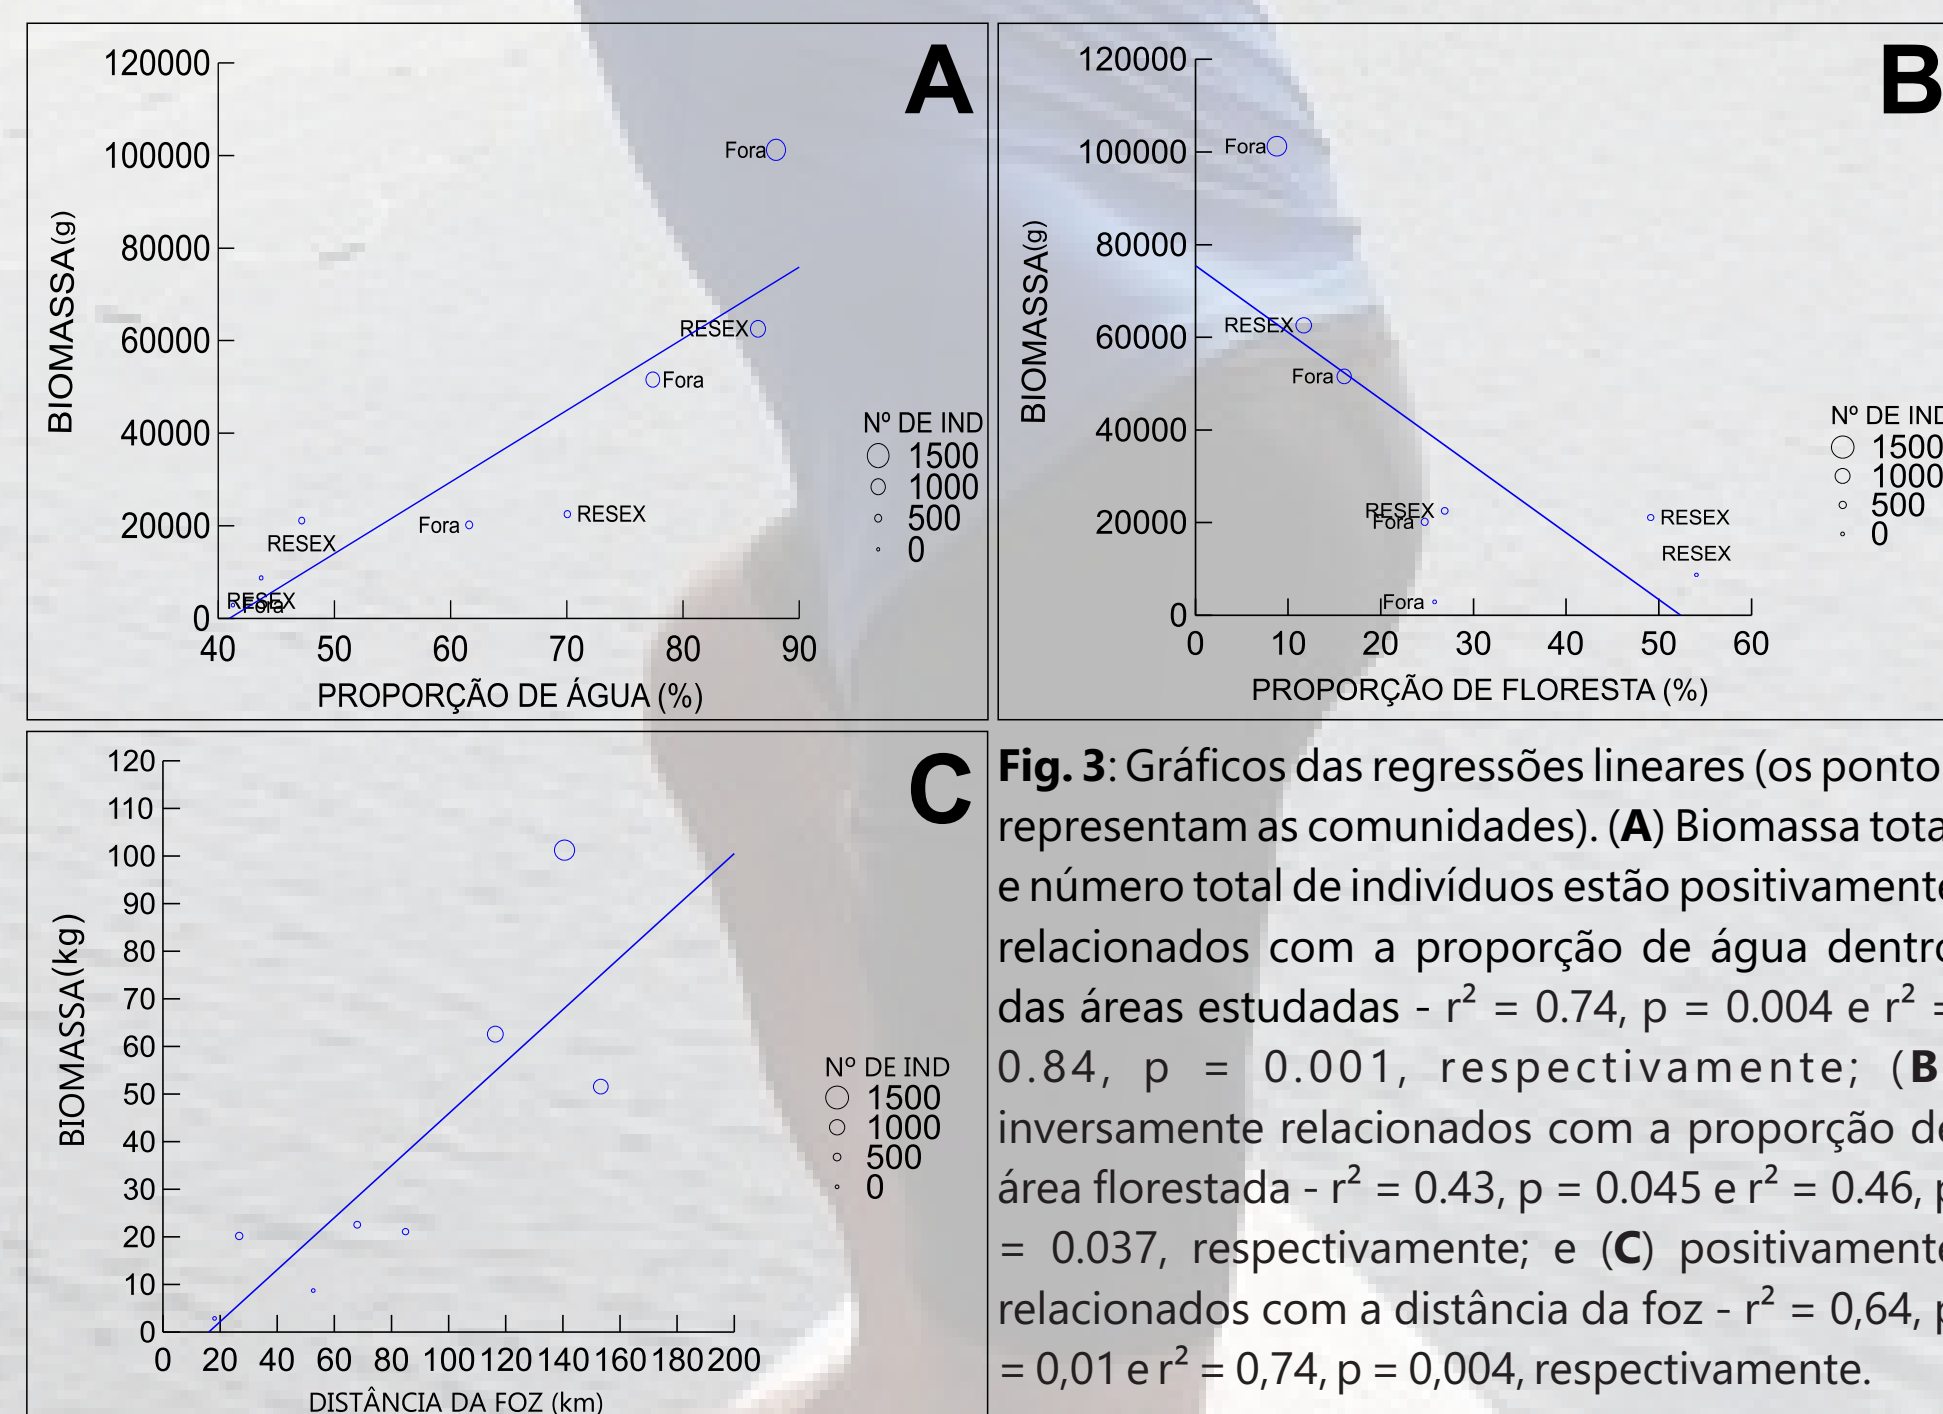 A
120000
100000
80000
60000
40000
20000
0
40 50 60 70 80 90
BIOMASSA(g)
PROPORÇÃO DE ÁGUA (%)
Fora
RESEX
Fora
RESEX
Fora
RESEX
RESEX
Fora
Nº DE IND
1500
1000
500
0
B
120000
100000
80000
60000
40000
20000
0
0 10 20 30 40 50 60
BIOMASSA(g)
PROPORÇÃO DE FLORESTA (%)
Fora
RESEX
Fora
RESEX
Fora
RESEX
RESEX
Fora
Nº DE IND
1500
1000
500
0
C
120
110
100
90
80
70
60
50
40
30
20
10
0
0 20 40 60 80 100 120 140 160 180 200
BIOMASSA(kg)
DISTÂNCIA DA FOZ (km)
Nº DE IND
1500
1000
500
0
Fig. 3: Gráficos das regressões lineares (os ponto
representam as comunidades). (A) Biomassa tota
e número total de indivíduos estão positivamente
relacionados com a proporção de água dentro
das áreas estudadas - r² = 0.74, p = 0.004 e r² =
0.84, p = 0.001, respectivamente; (B
inversamente relacionados com a proporção de
área florestada - r² = 0.43, p = 0.045 e r² = 0.46, p
= 0.037, respectivamente; e (C) positivamente
relacionados com a distância da foz - r² = 0,64, p
= 0,01 e r² = 0,74, p = 0,004, respectivamente.